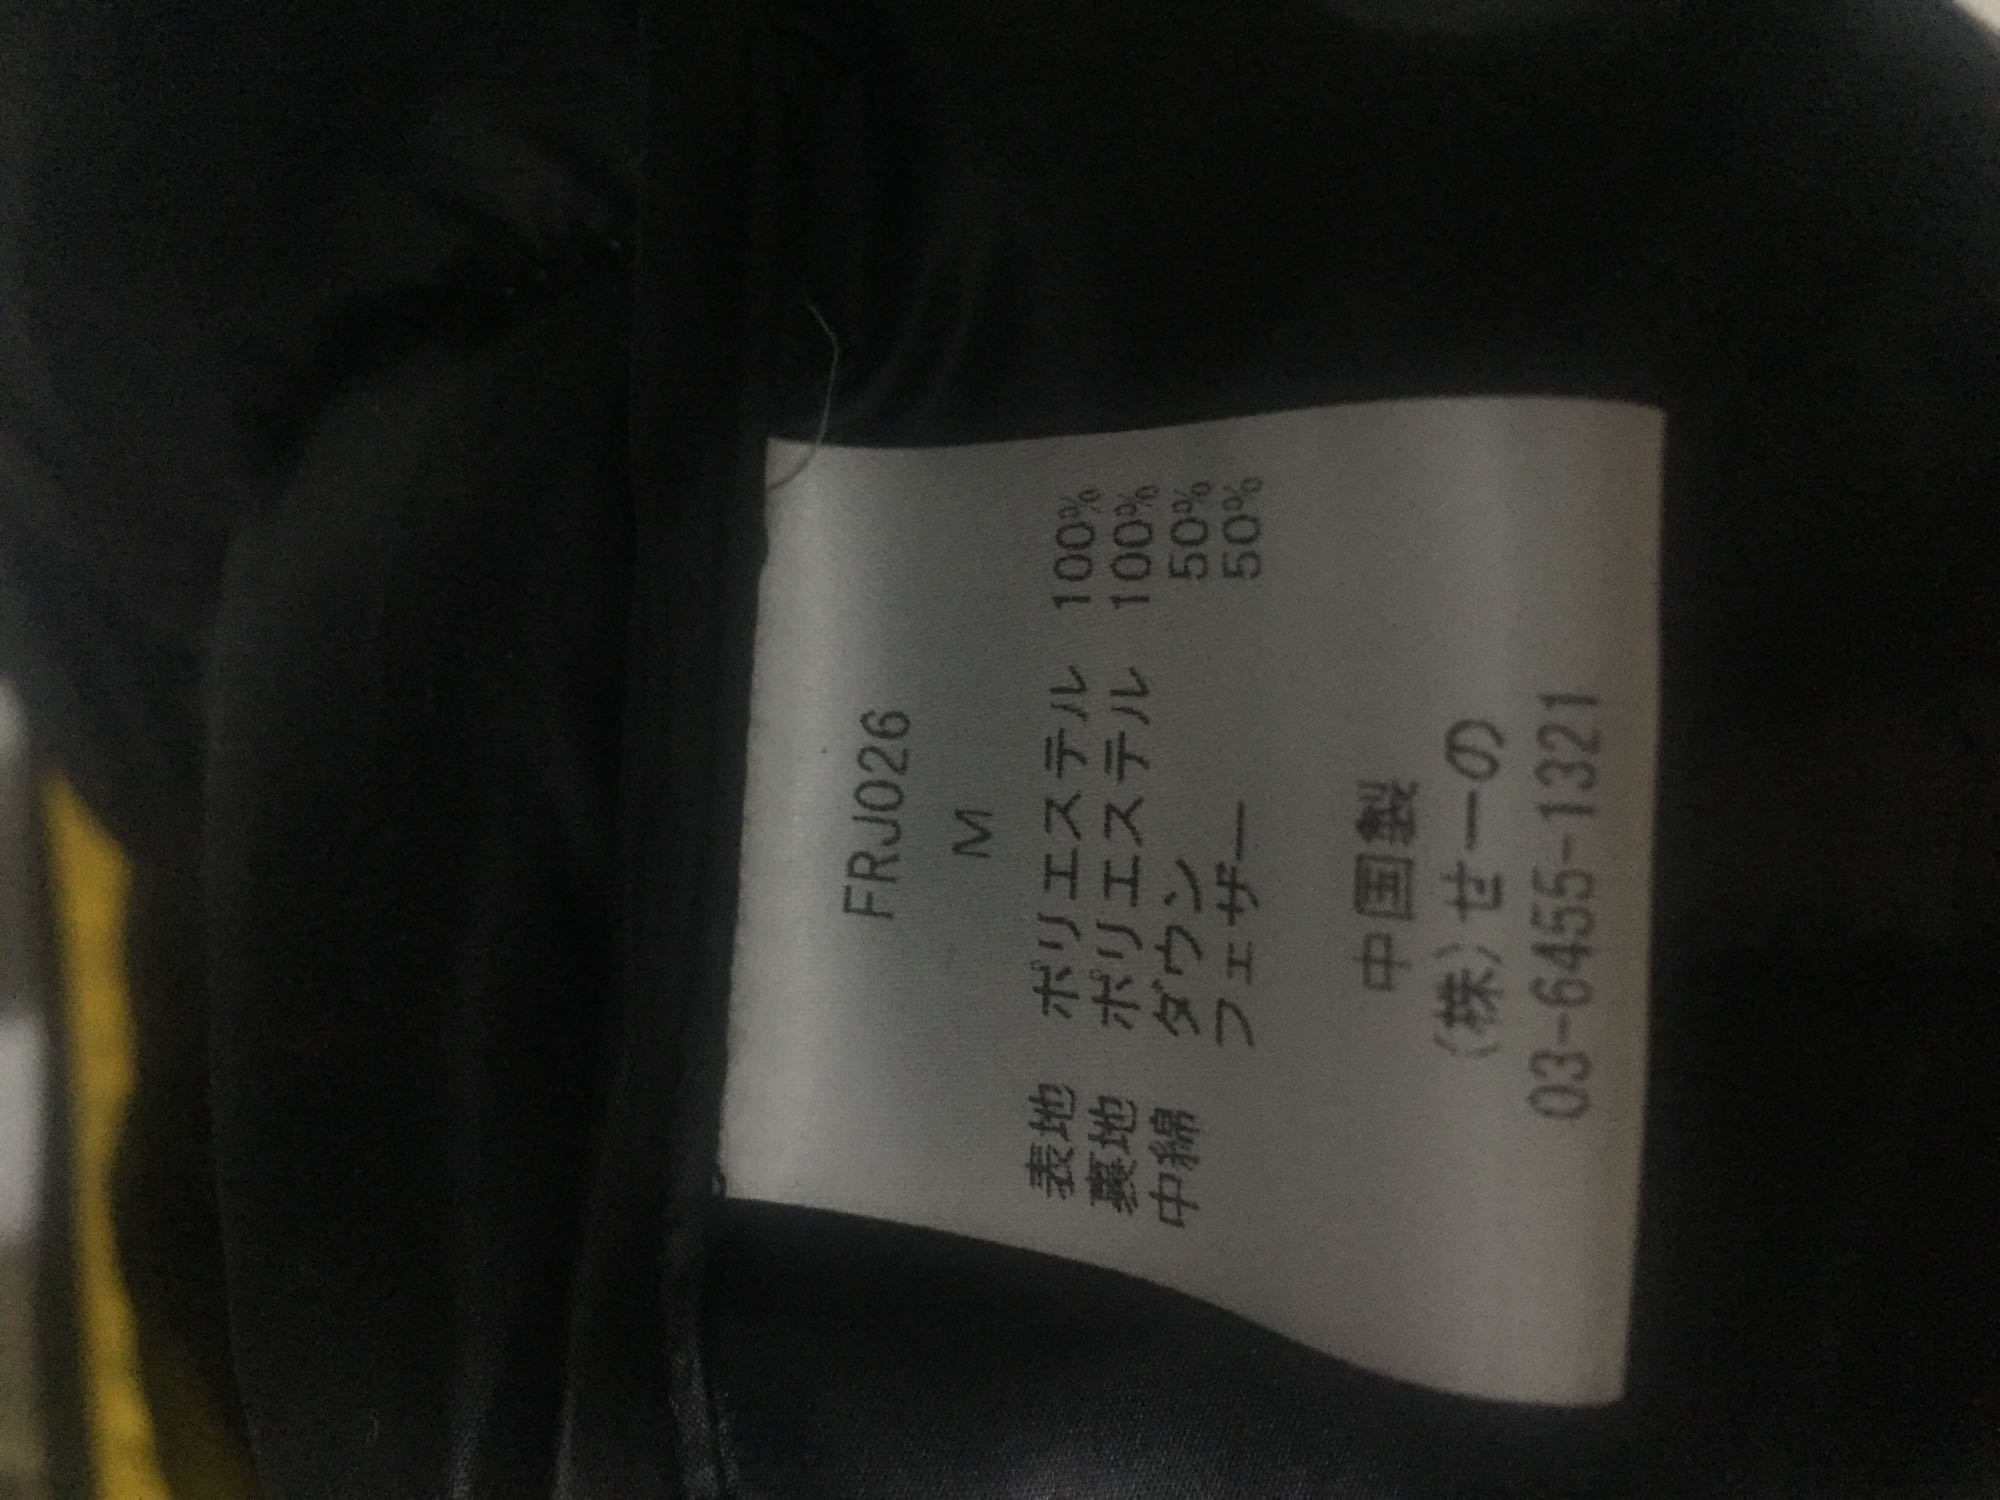 FRJ026
M
表地 ポリエステル 100%
裏地 ポリエステル 100%
中綿 ダウン 50%
フェザー 50%
中国製
(株)せーの
03-6455-1321